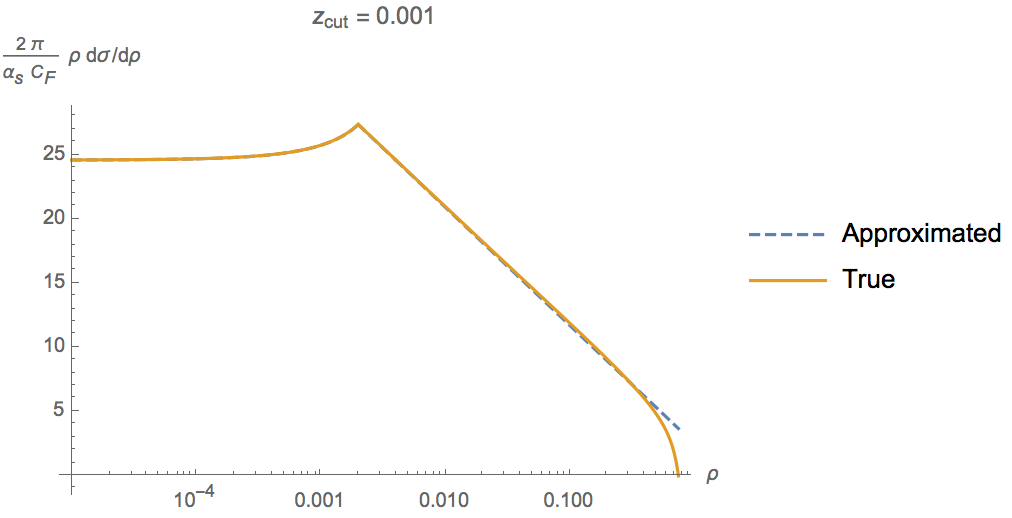 z_cut = 0.001
2 π / α_s C_F ρ dσ/dρ
25
20
15
10
5
10⁻⁴ 0.001 0.010 0.100 ρ
Approximated
True